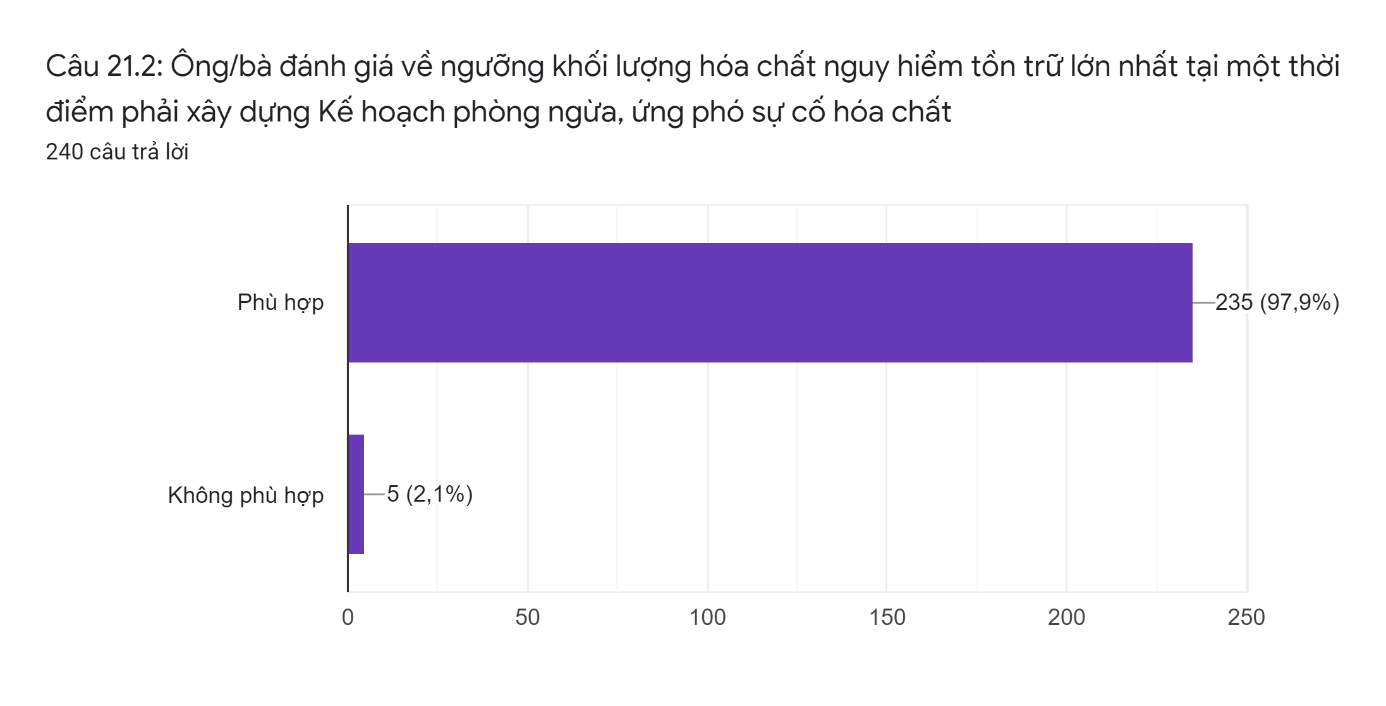 Câu 21.2: Ông/bà đánh giá về ngưỡng khối lượng hóa chất nguy hiểm tồn trữ lớn nhất tại một thời
điểm phải xây dựng Kế hoạch phòng ngừa, ứng phó sự cố hóa chất
240 câu trả lời
Phù hợp
235 (97,9%)
Không phù hợp
5 (2,1%)
0 50 100 150 200 250